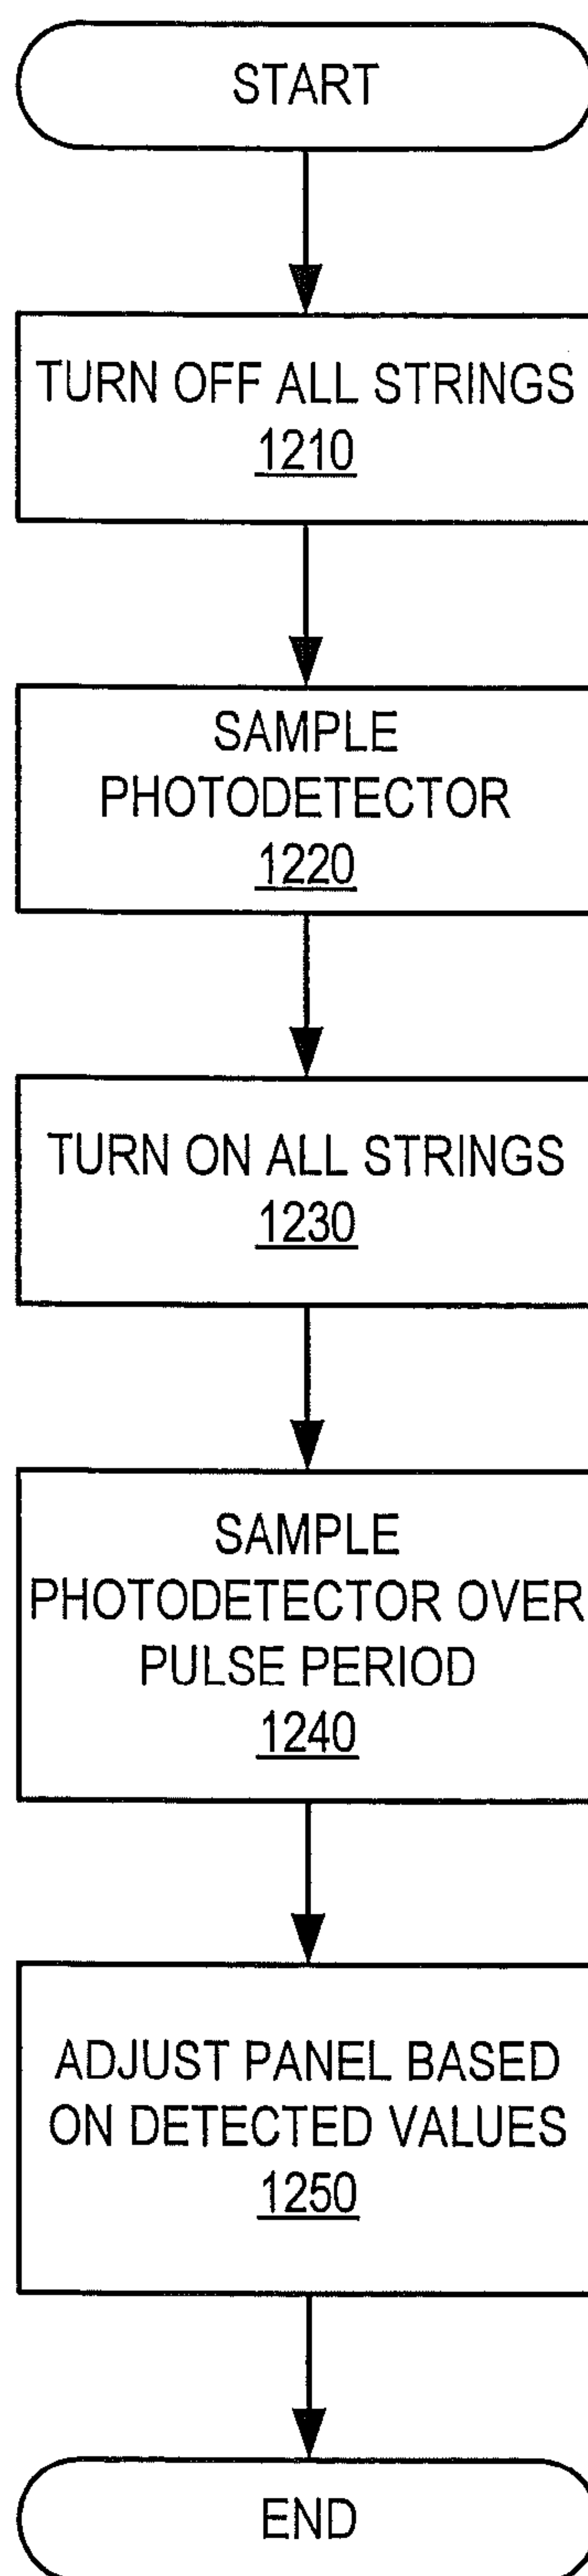 START
TURN OFF ALL STRINGS
1210
SAMPLE
PHOTODETECTOR
1220
TURN ON ALL STRINGS
1230
SAMPLE
PHOTODETECTOR OVER
PULSE PERIOD
1240
ADJUST PANEL BASED
ON DETECTED VALUES
1250
END